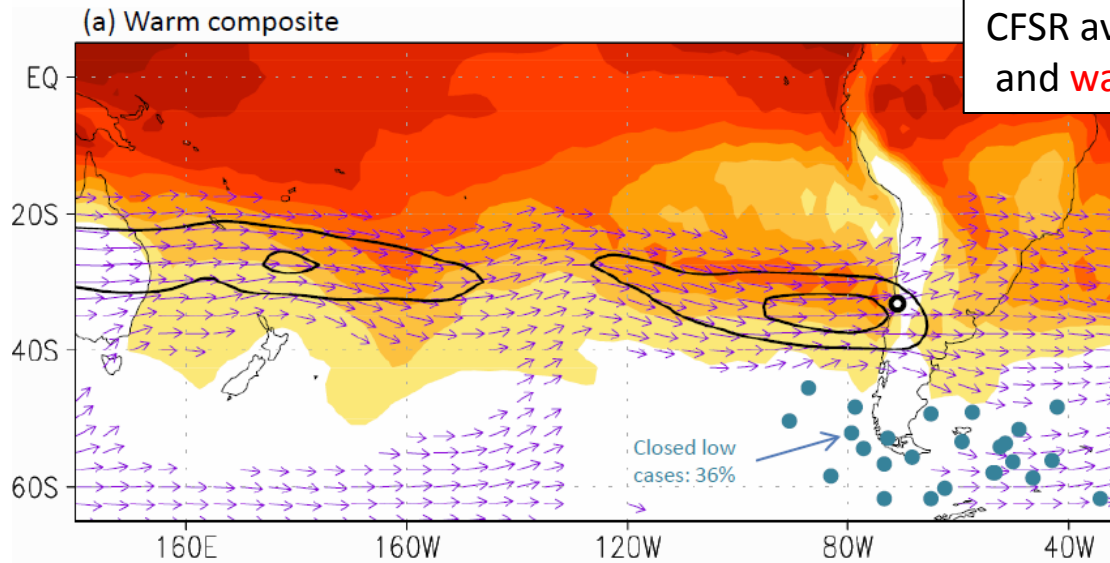 (a) Warm composite
CFSR av
and wa
EQ
20S
40S
60S
Closed low
cases: 36%
160E
160W
120W
80W
40W